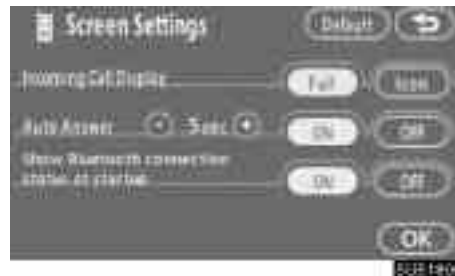 Screen Settings Default
Incoming Call Display Full Icon
Auto Answer - 5sec + ON OFF
Show Bluetooth connection
status at startup ON OFF
OK